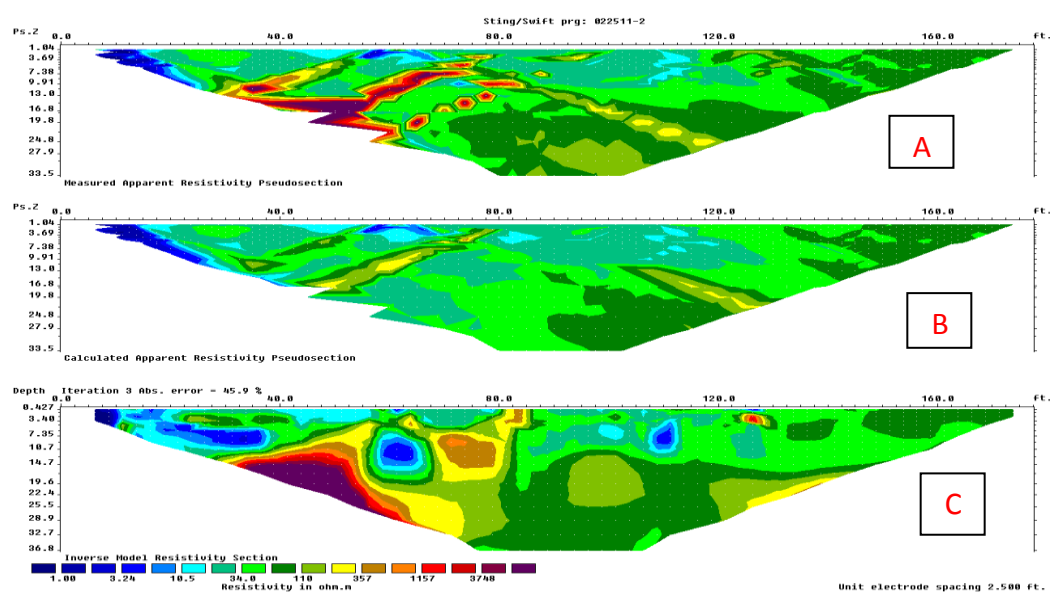 Sting/Swift prg: 022511-2
Ps.Z 0.0 40.0 80.0 120.0 160.0 ft.
1.04
3.69
7.38
9.91
13.0
16.8
19.8
24.8
27.9
33.5
A
Measured Apparent Resistivity Pseudosection
Ps.Z 0.0 40.0 80.0 120.0 160.0 ft.
1.04
3.69
7.38
9.91
13.0
16.8
19.8
24.8
27.9
33.5
B
Calculated Apparent Resistivity Pseudosection
Depth Iteration 3 Abs. error = 45.9 %
0.0 40.0 80.0 120.0 160.0 ft.
0.427
3.40
7.35
10.7
14.7
19.6
22.4
25.5
28.9
32.7
36.8
C
Inverse Model Resistivity Section
1.00 3.24 10.5 34.0 110 357 1157 3748
Resistivity in ohm.m
Unit electrode spacing 2.500 ft.